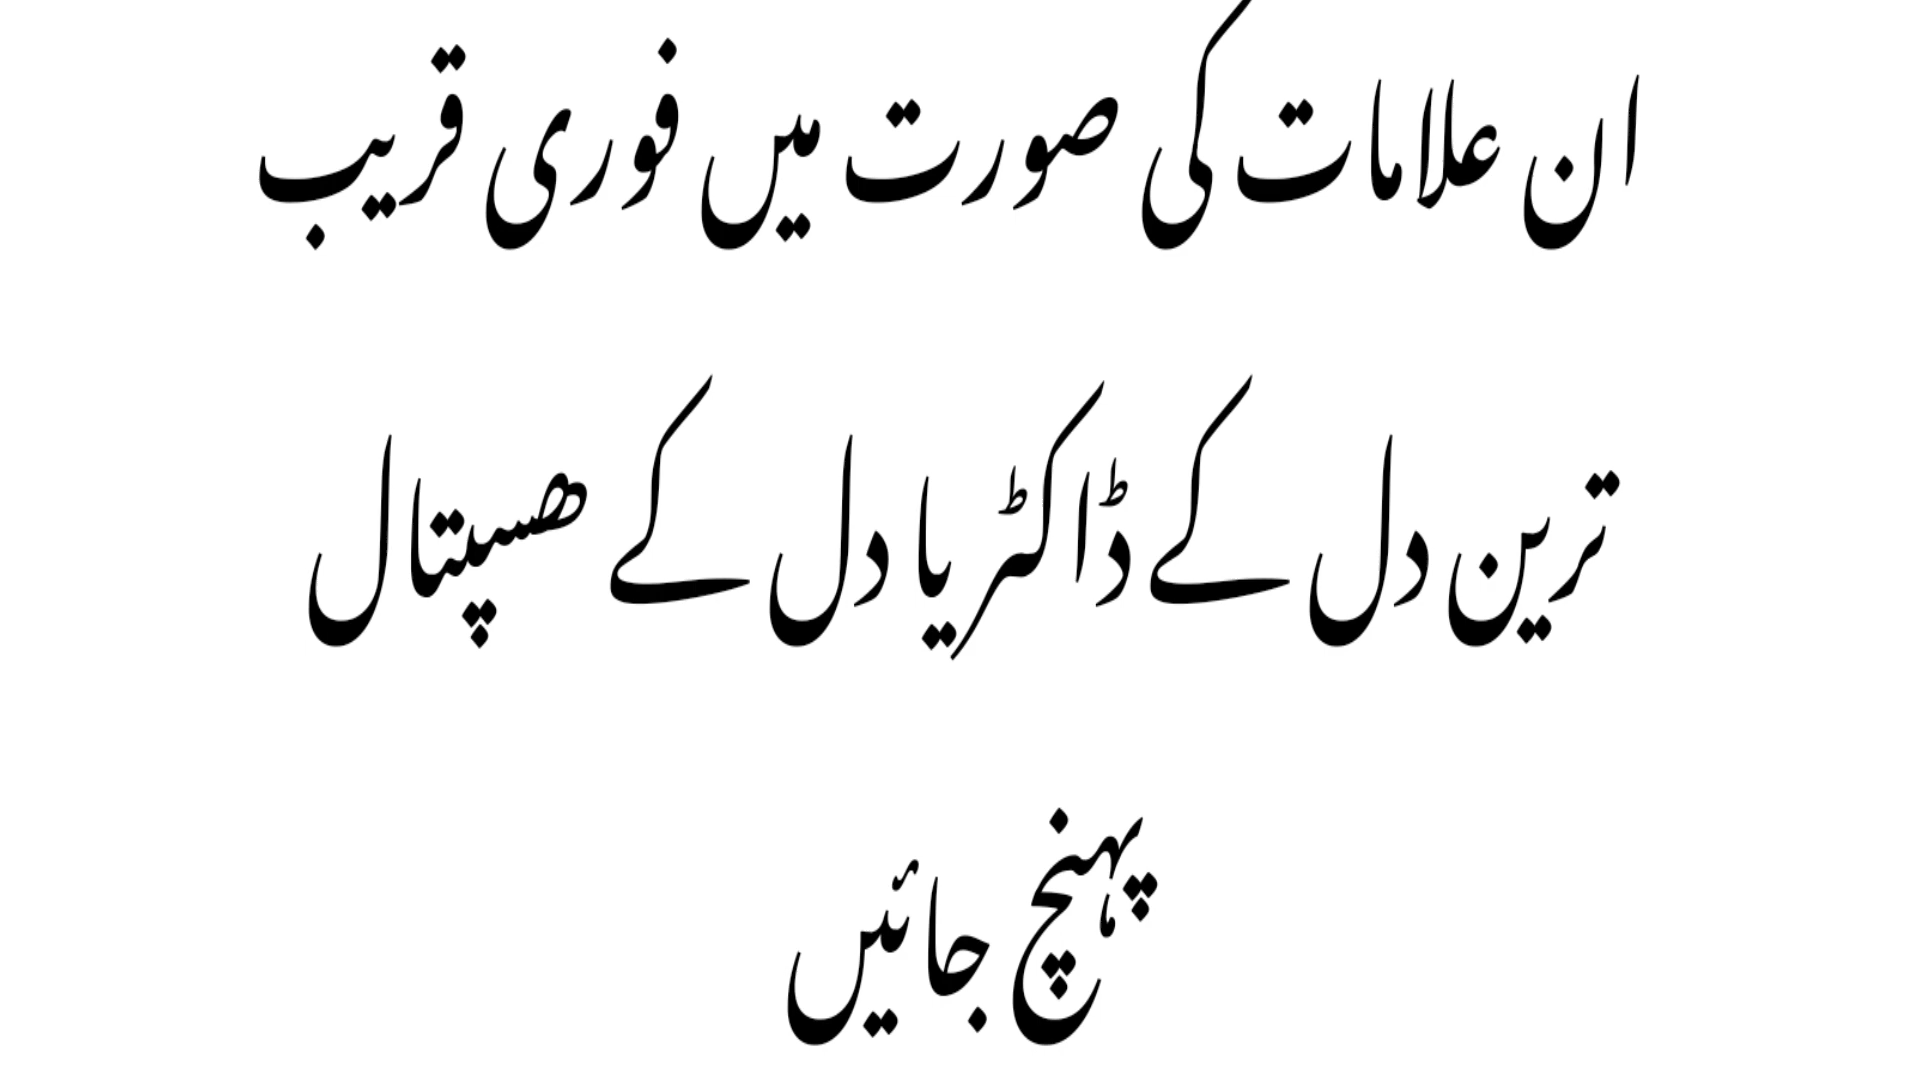 ان علامات کی صورت میں فوری قریب
ترین دل کے ڈاکٹر یا دل کے ھسپتال
پہنچ جائیں